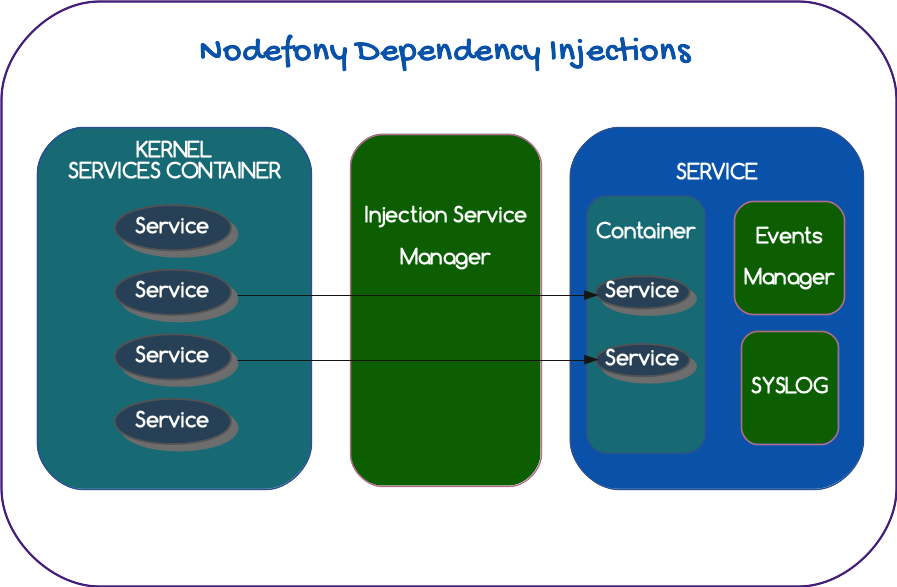 Nodefony Dependency Injections
KERNEL
SERVICES CONTAINER
Service
Service
Service
Service
Injection Service
Manager
SERVICE
Container
Service
Service
Events
Manager
SYSLOG